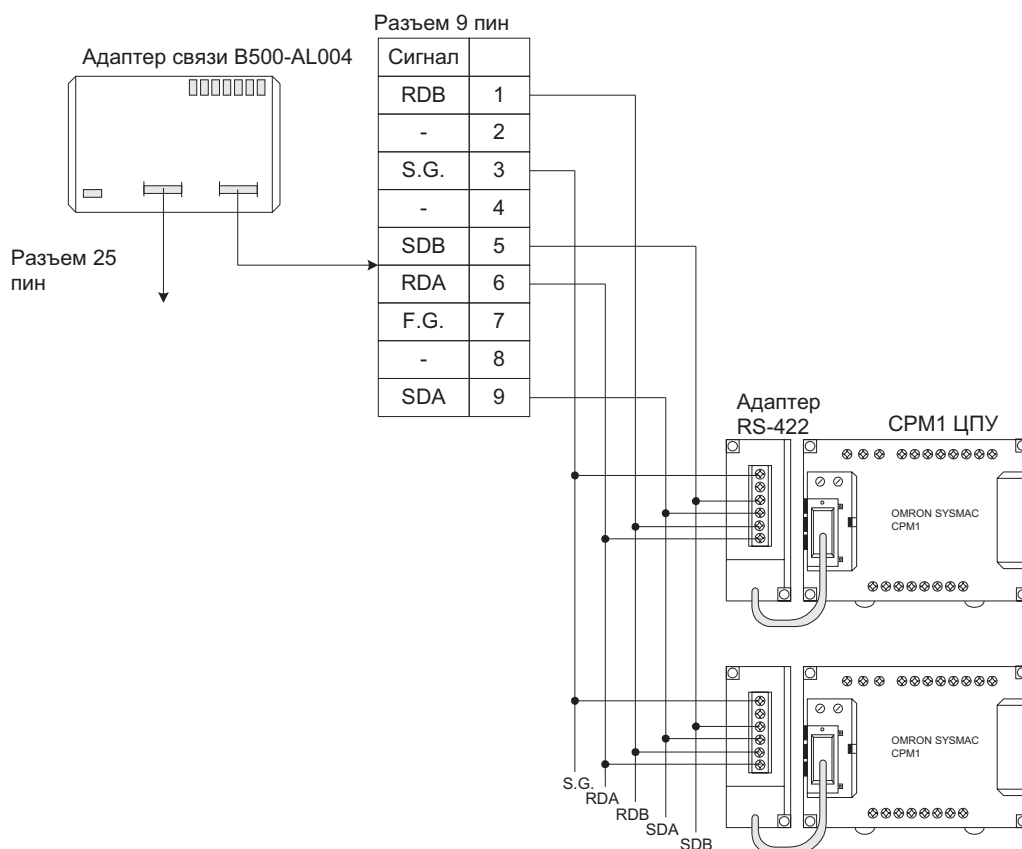 Разъем 9 пин
Адаптер связи B500-AL004
Сигнал
RDB 1
- 2
S.G. 3
- 4
SDB 5
RDA 6
F.G. 7
- 8
SDA 9
Разъем 25
пин
Адаптер
RS-422
CPM1 ЦПУ
OMRON SYSMAC
CPM1
OMRON SYSMAC
CPM1
S.G.
RDA
RDB
SDA
SDB